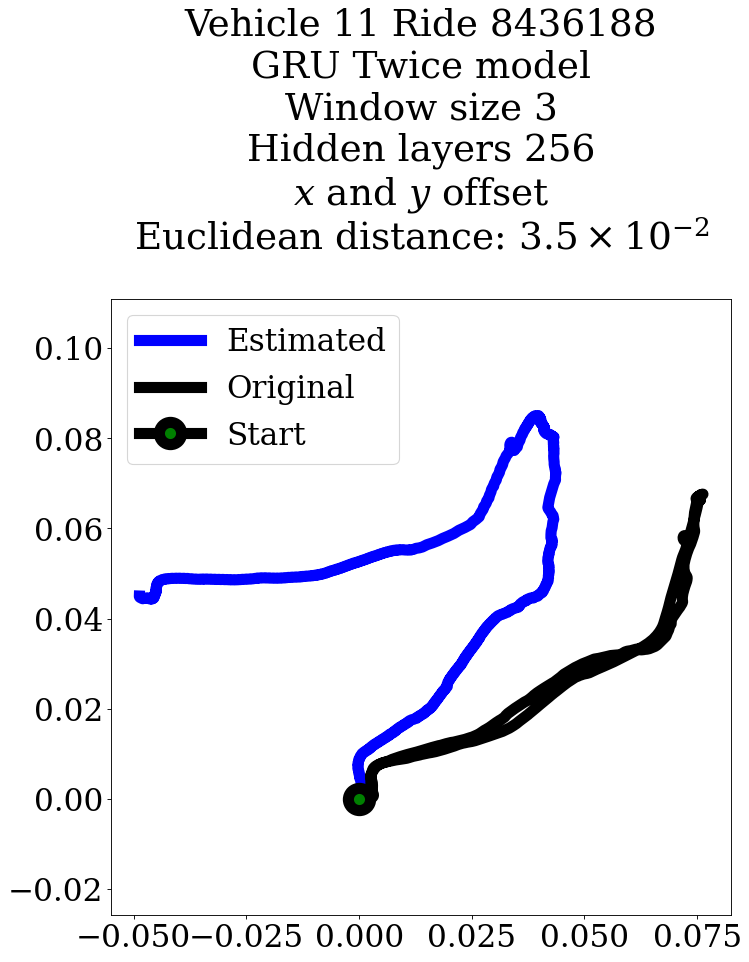 Vehicle 11 Ride 8436188
GRU Twice model
Window size 3
Hidden layers 256
x and y offset
Euclidean distance: 3.5 × 10⁻²
Estimated
Original
Start
0.10
0.08
0.06
0.04
0.02
0.00
−0.02
−0.050 −0.025 0.000 0.025 0.050 0.075